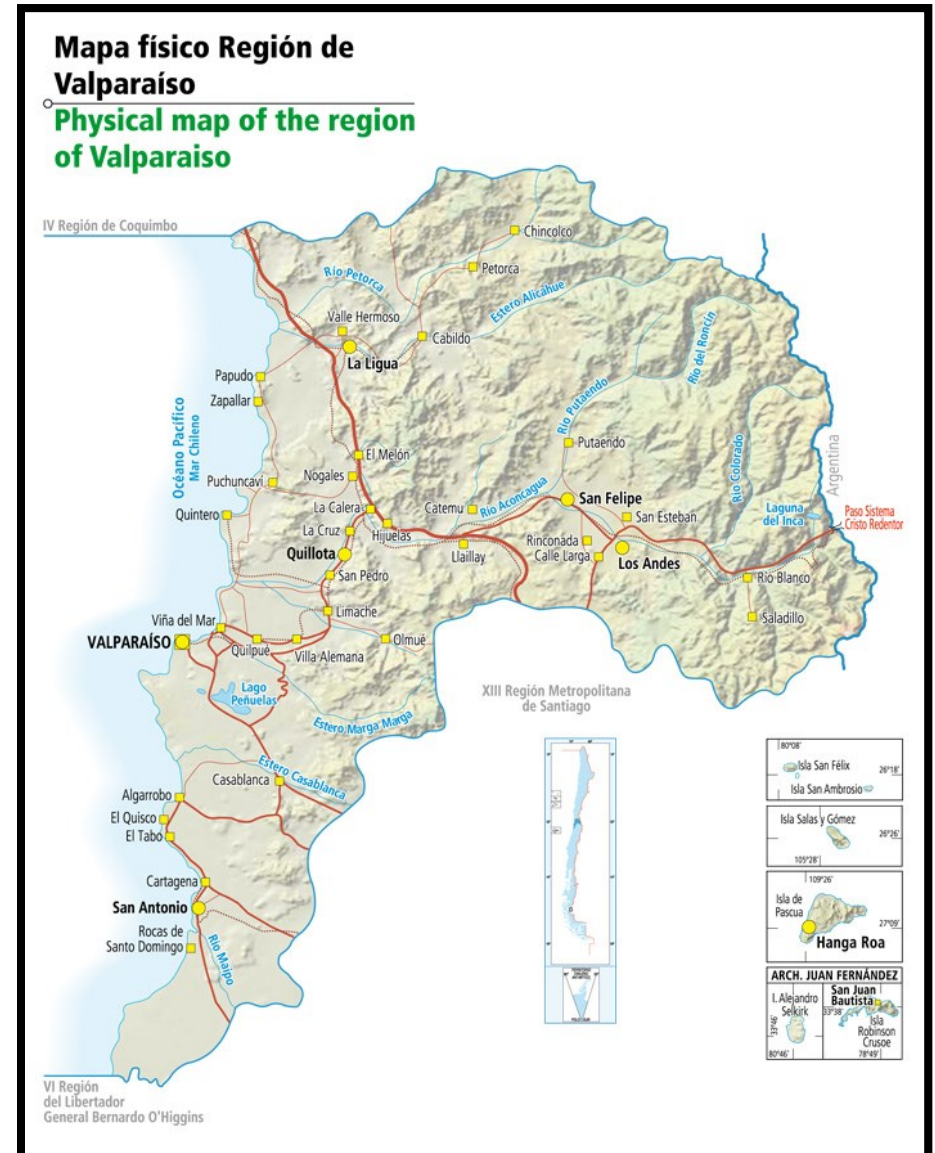 Mapa físico Región de
Valparaíso
Physical map of the region
of Valparaiso
IV Región de Coquimbo
Chincolco
Petorca
Río Petorca
Estero Alicahue
Valle Hermoso
Cabildo
La Ligua
Río del Roncín
Papudo
Zapallar
Río Putaendo
Océano Pacífico
Mar Chileno
Putaendo
El Melón
Nogales
Río Colorado
Argentina
Puchuncaví
La Calera
Catemu
Río Aconcagua
San Felipe
Laguna
del Inca
Paso Sistema
Cristo Redentor
Quintero
San Esteban
La Cruz
Hijuelas
Rinconada
Quillota
Llaillay
Calle Larga
Los Andes
San Pedro
Río Blanco
Limache
Saladillo
Viña del Mar
VALPARAÍSO
Quilpué
Villa Alemana
Olmué
Lago
Peñuelas
XIII Región Metropolitana
de Santiago
Estero Marga Marga
Estero Casablanca
Casablanca
Algarrobo
El Quisco
El Tabo
Cartagena
San Antonio
Rocas de
Santo Domingo
Río Maipo
80°08'
Isla San Félix
26°18'
Isla San Ambrosio
Isla Salas y Gómez
26°26'
105°28'
109°26'
Isla de
Pascua
27°09'
Hanga Roa
ARCH. JUAN FERNÁNDEZ
I. Alejandro
Selkirk
33°46'
80°46'
San Juan
Bautista
33°38'
Isla
Robinson
Crusoe
78°49'
VI Región
del Libertador
General Bernardo O'Higgins